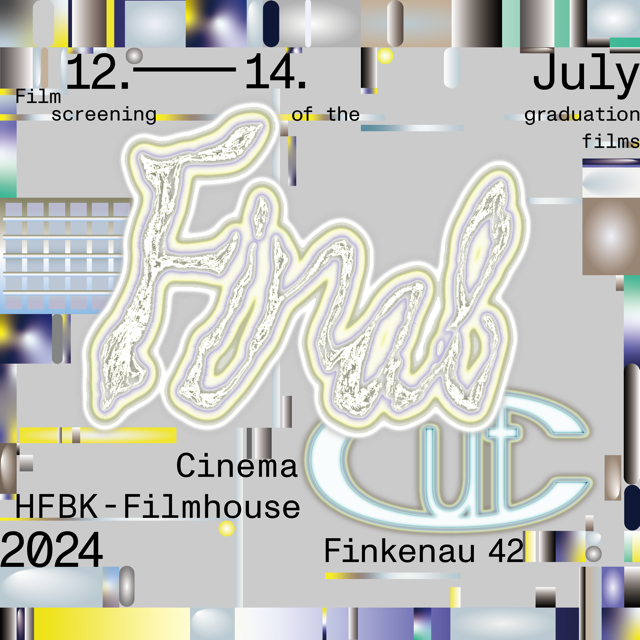 12.—14. July
Film screening of the graduation films
Final
Cut
Cinema
HFBK-Filmhouse
2024 Finkenau 42